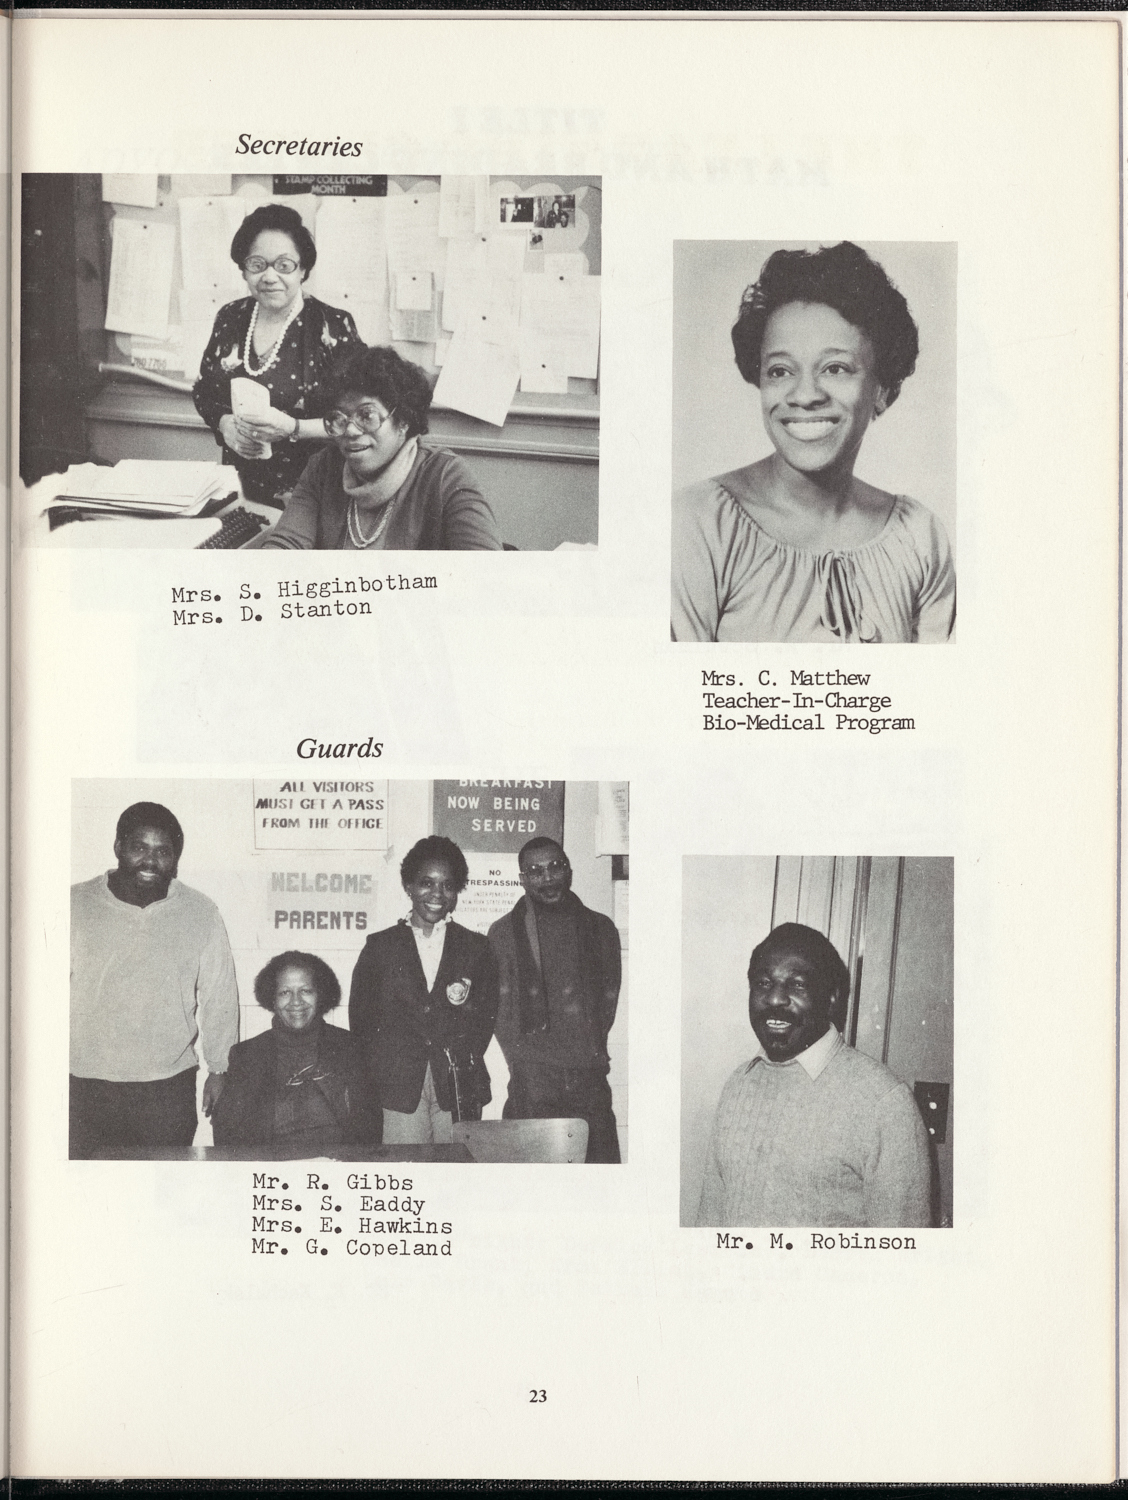 Secretaries
STAMP COLLECTING
MONTH
Mrs. S. Higginbotham
Mrs. D. Stanton
Mrs. C. Matthew
Teacher-In-Charge
Bio-Medical Program
Guards
ALL VISITORS
MUST GET A PASS
FROM THE OFFICE
BREAKFAST
NOW BEING
SERVED
WELCOME
PARENTS
NO
TRESPASSIN
Mr. R. Gibbs
Mrs. S. Eaddy
Mrs. E. Hawkins
Mr. G. Copeland
Mr. M. Robinson
23